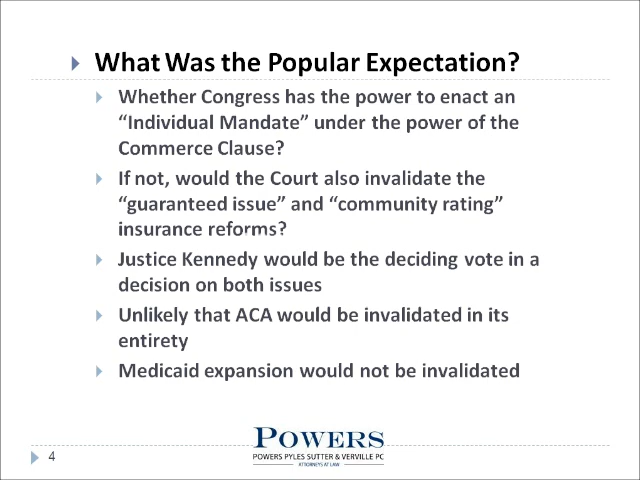 What Was the Popular Expectation?
Whether Congress has the power to enact an
“Individual Mandate” under the power of the
Commerce Clause?
If not, would the Court also invalidate the
“guaranteed issue” and “community rating”
insurance reforms?
Justice Kennedy would be the deciding vote in a
decision on both issues
Unlikely that ACA would be invalidated in its
entirety
Medicaid expansion would not be invalidated
POWERS
POWERS PYLES SUTTER & VERVILLE PC
ATTORNEYS AT LAW
4